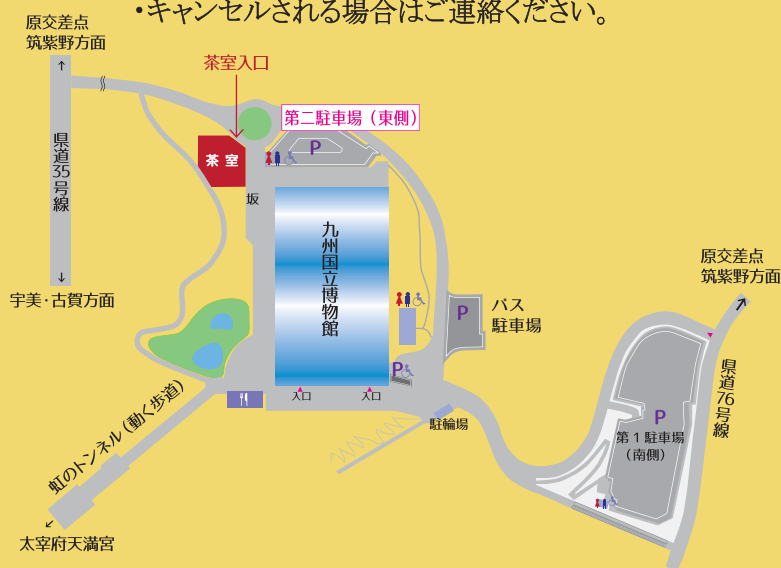 ・キャンセルされる場合はご連絡ください。
原交差点
筑紫野方面
茶室入口
第二駐車場（東側）
P
県道35号線
茶室
坂
九州国立博物館
宇美・古賀方面
原交差点
筑紫野方面
P
バス
駐車場
P
入口
入口
県道76号線
虹のトンネル（動く歩道）
駐輪場
P
第１駐車場
（南側）
太宰府天満宮